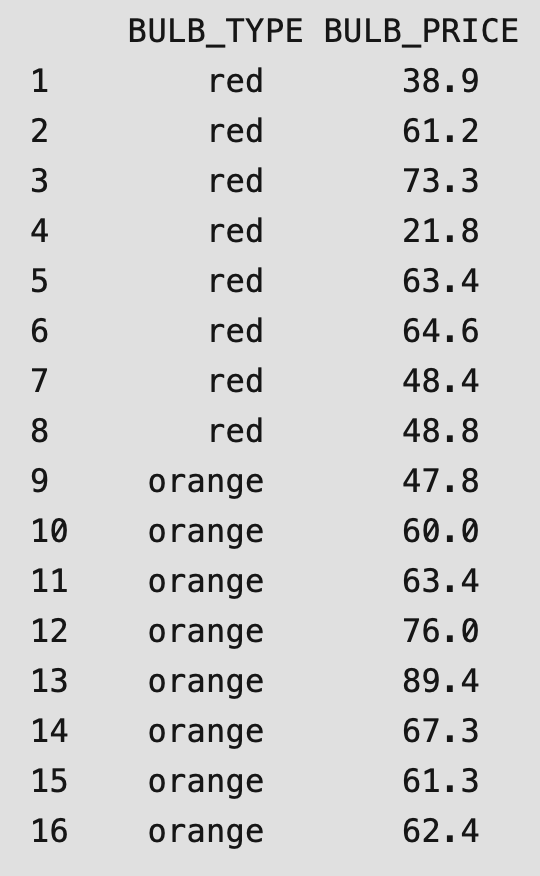 BULB_TYPE BULB_PRICE
1 red 38.9
2 red 61.2
3 red 73.3
4 red 21.8
5 red 63.4
6 red 64.6
7 red 48.4
8 red 48.8
9 orange 47.8
10 orange 60.0
11 orange 63.4
12 orange 76.0
13 orange 89.4
14 orange 67.3
15 orange 61.3
16 orange 62.4